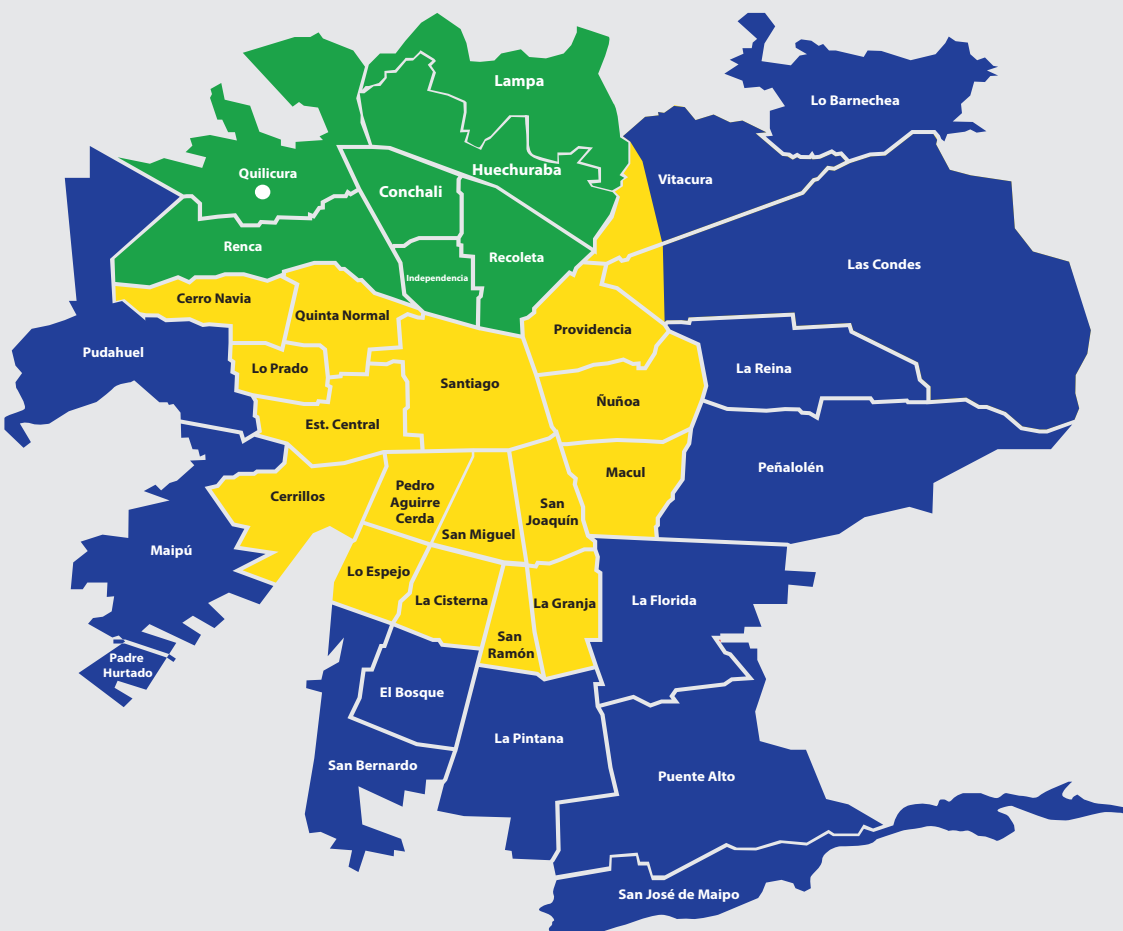 Lampa
Lo Barnechea
Quilicura
Huechuraba
Vitacura
Conchali
Renca
Recoleta
Las Condes
Independencia
Cerro Navia
Quinta Normal
Providencia
Pudahuel
Lo Prado
La Reina
Santiago
Ñuñoa
Est. Central
Peñalolén
Macul
Cerrillos
Pedro
Aguirre
Cerda
San
Joaquín
San Miguel
Maipú
Lo Espejo
La Cisterna
La Granja
La Florida
San
Ramón
Padre
Hurtado
El Bosque
La Pintana
San Bernardo
Puente Alto
San José de Maipo